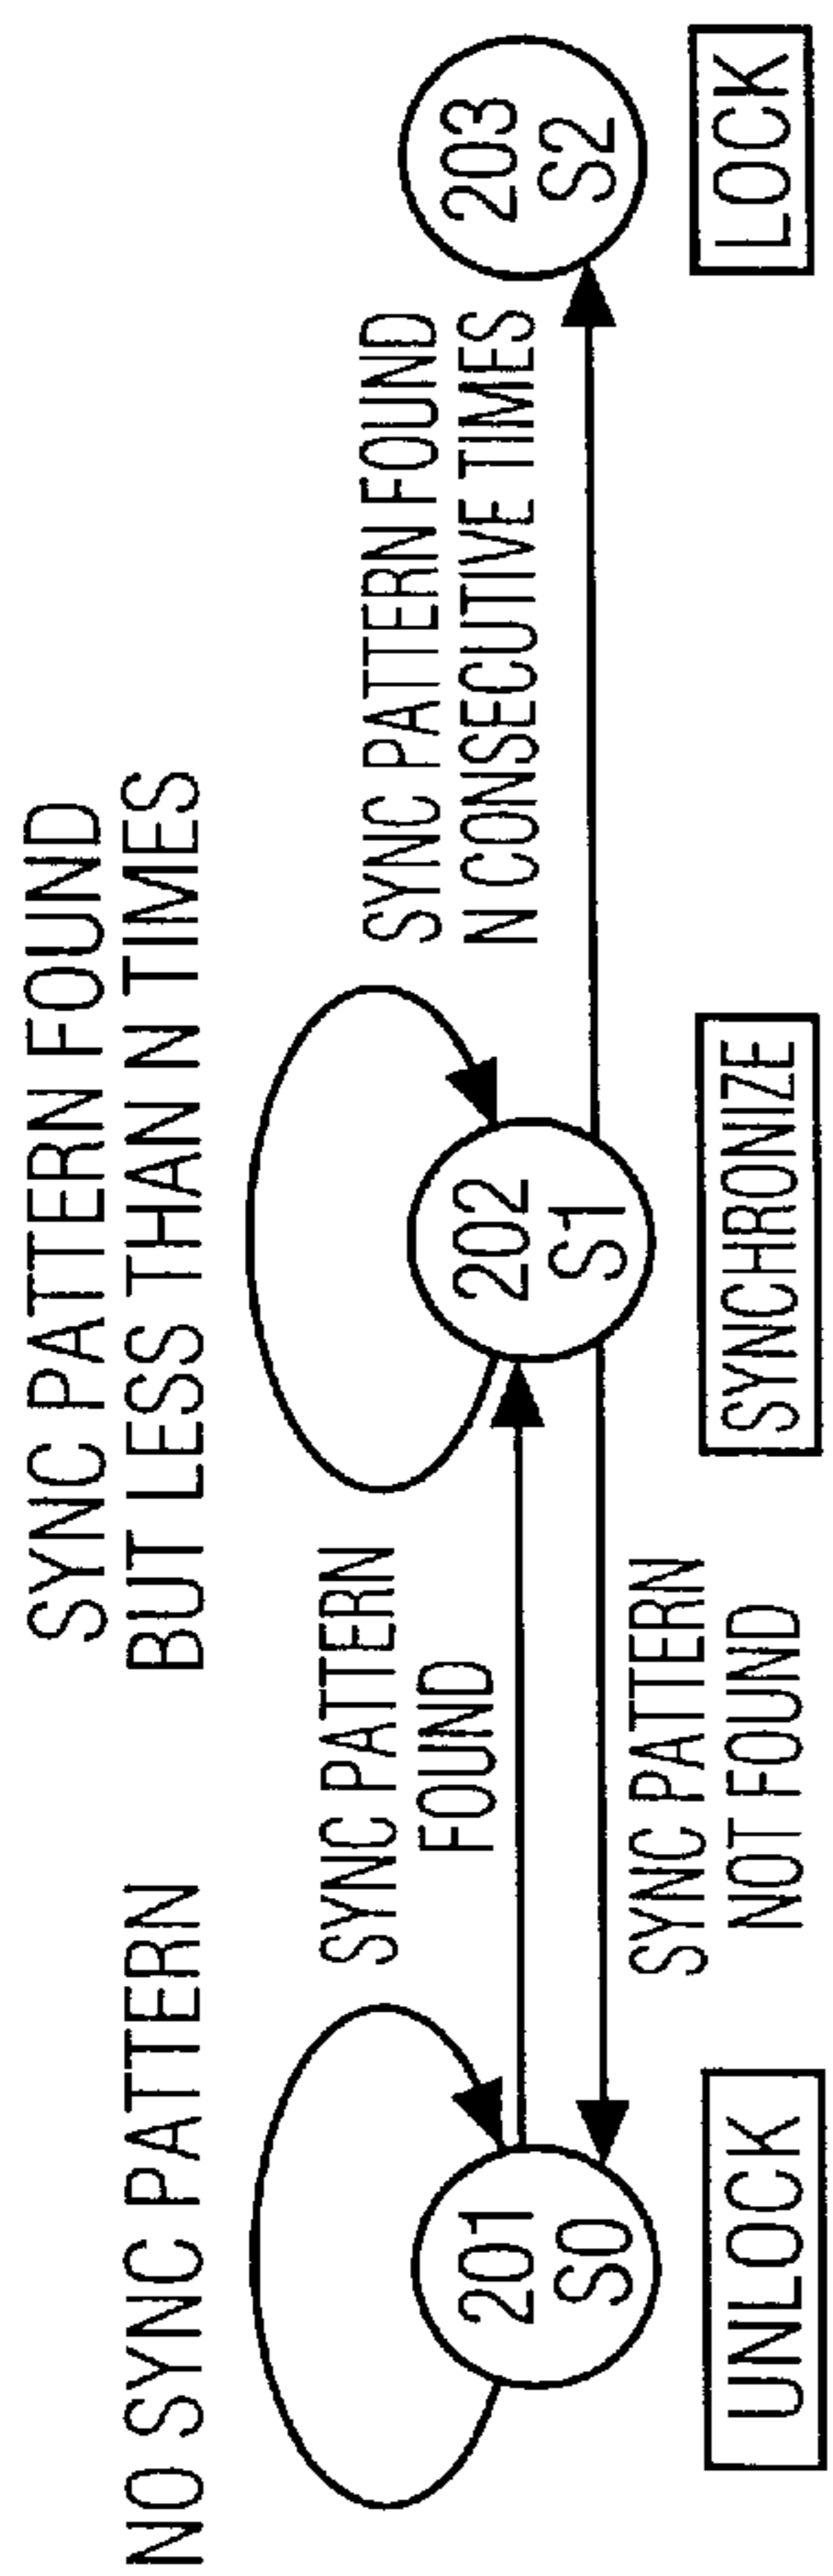 SYNC PATTERN FOUND
BUT LESS THAN N TIMES
NO SYNC PATTERN
SYNC PATTERN
FOUND
SYNC PATTERN FOUND
N CONSECUTIVE TIMES
201
S0
202
S1
203
S2
SYNC PATTERN
NOT FOUND
UNLOCK
SYNCHRONIZE
LOCK